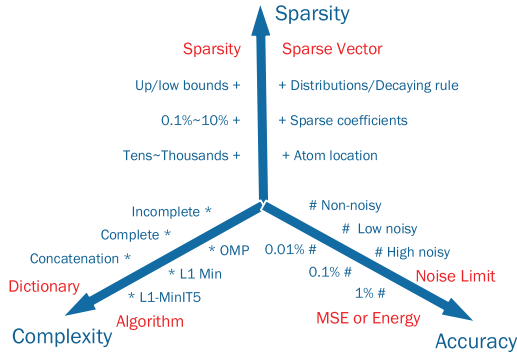 Sparsity
Sparsity
Sparse Vector
Up/low bounds +
+ Distributions/Decaying rule
0.1%~10% +
+ Sparse coefficients
Tens~Thousands +
+ Atom location
Incomplete *
# Non-noisy
Complete *
# Low noisy
* OMP
0.01% #
# High noisy
Concatenation *
* L1 Min
0.1% #
Noise Limit
Dictionary
* L1-MinIT5
1% #
Algorithm
MSE or Energy
Complexity
Accuracy